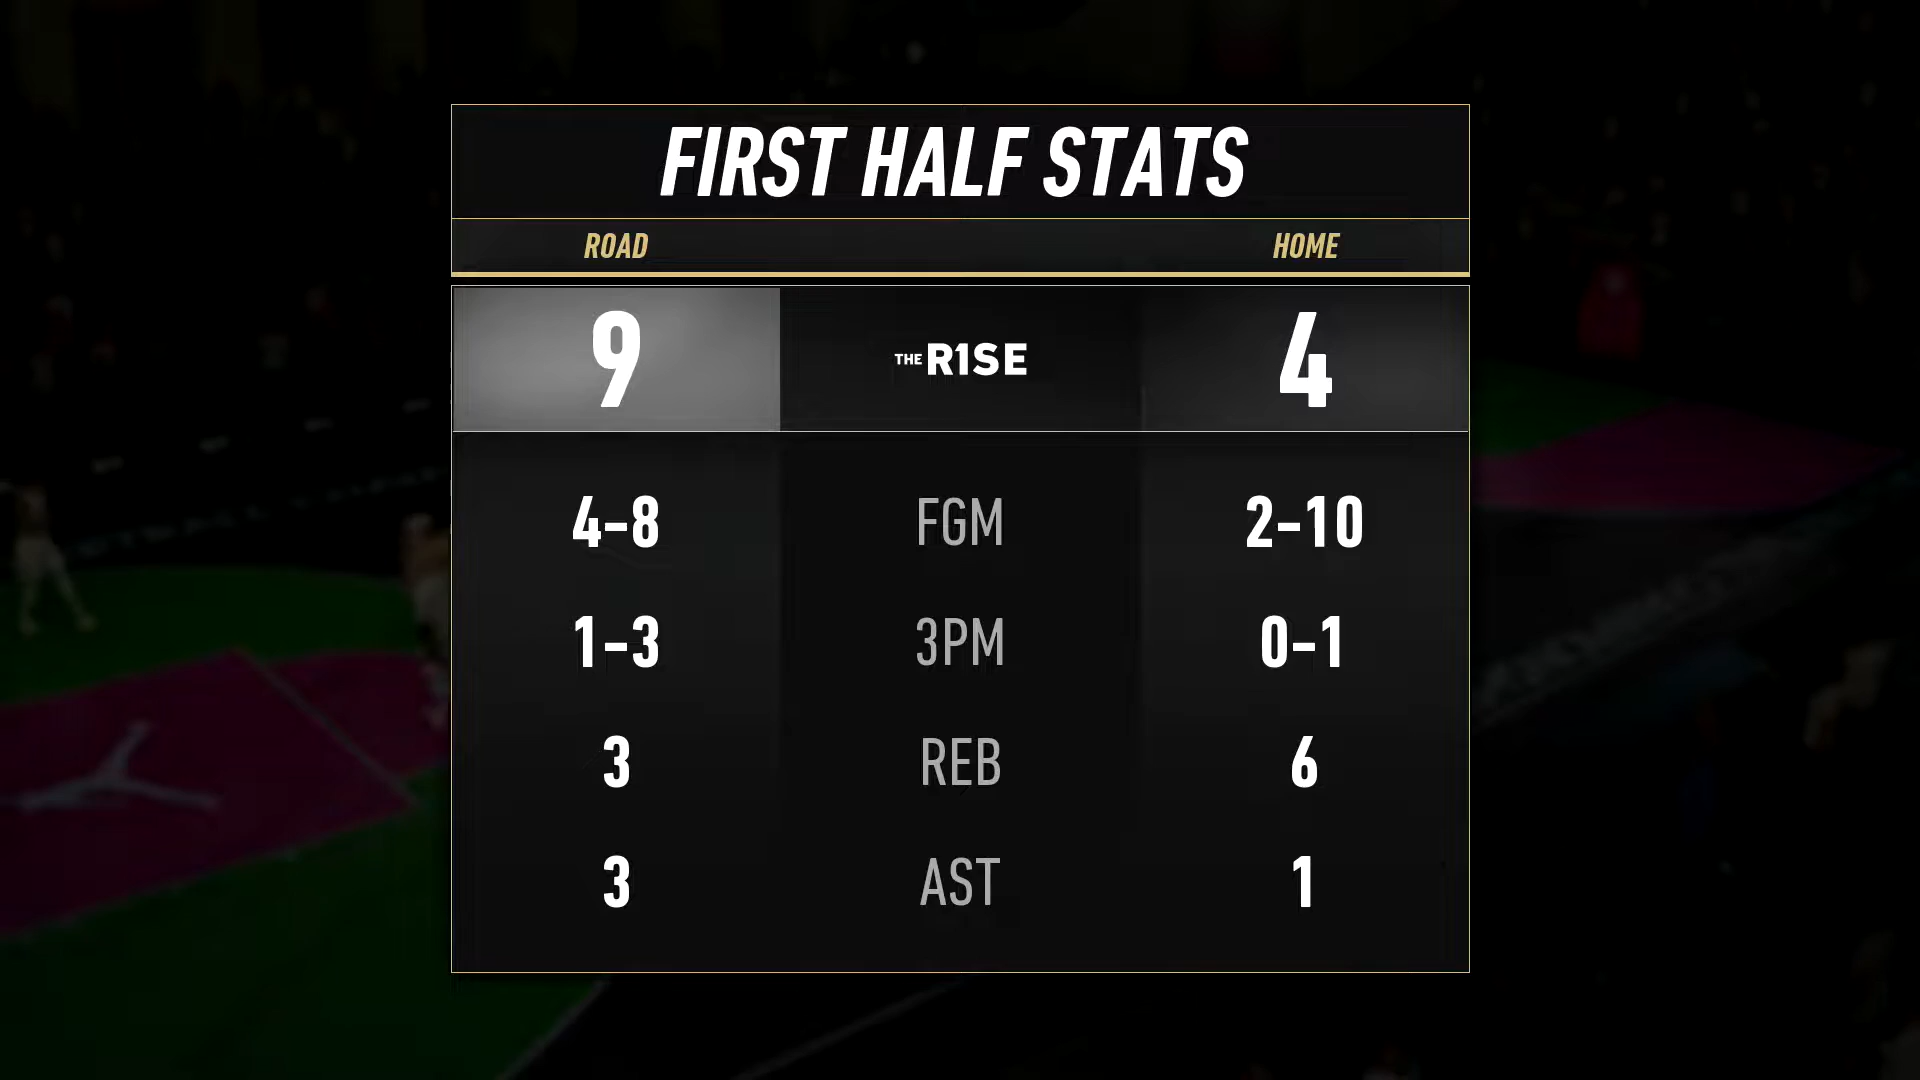 FIRST HALF STATS
ROAD HOME
9 THE R1SE 4
4-8 FGM 2-10
1-3 3PM 0-1
3 REB 6
3 AST 1